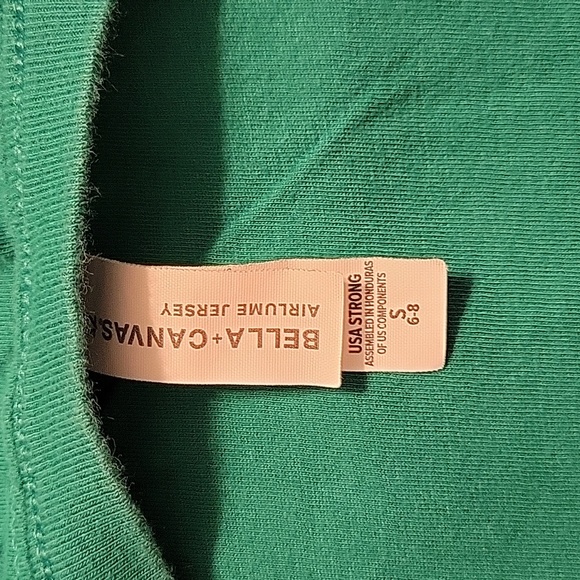 BELLA+CANVAS.
AIRLUME JERSEY
USA STRONG
ASSEMBLED IN HONDURAS
OF US COMPONENTS
S
6-8